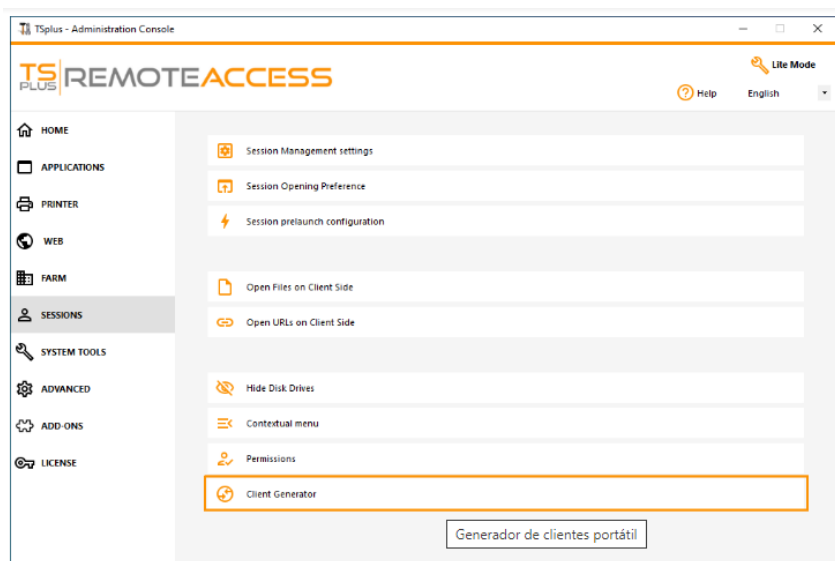 TSplus - Administration Console
TS PLUS REMOTEACCESS
Lite Mode
Help
English
HOME
APPLICATIONS
PRINTER
WEB
FARM
SESSIONS
SYSTEM TOOLS
ADVANCED
ADD-ONS
LICENSE
Session Management settings
Session Opening Preference
Session prelaunch configuration
Open Files on Client Side
Open URLs on Client Side
Hide Disk Drives
Contextual menu
Permissions
Client Generator
Generador de clientes portátil